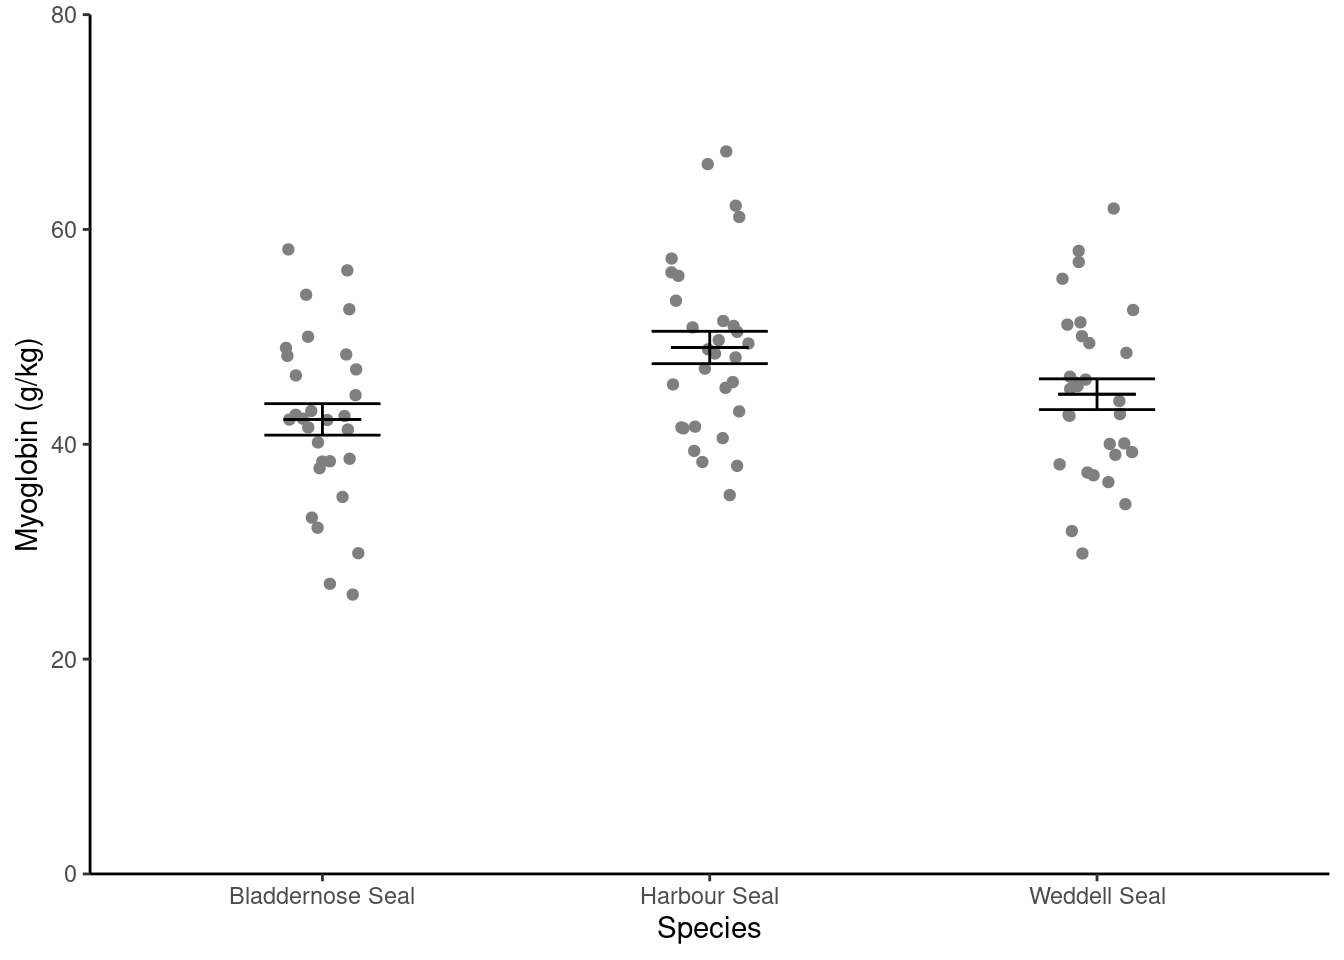 80
60
40
20
0
Myoglobin (g/kg)
Bladdernose Seal
Harbour Seal
Weddell Seal
Species